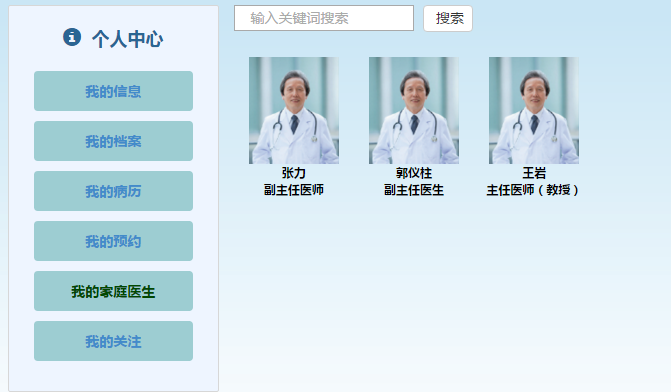 个人中心
我的信息
我的档案
我的病历
我的预约
我的家庭医生
我的关注
输入关键词搜索
搜索
张力
副主任医师
郭仪柱
副主任医生
王岩
主任医师（教授）